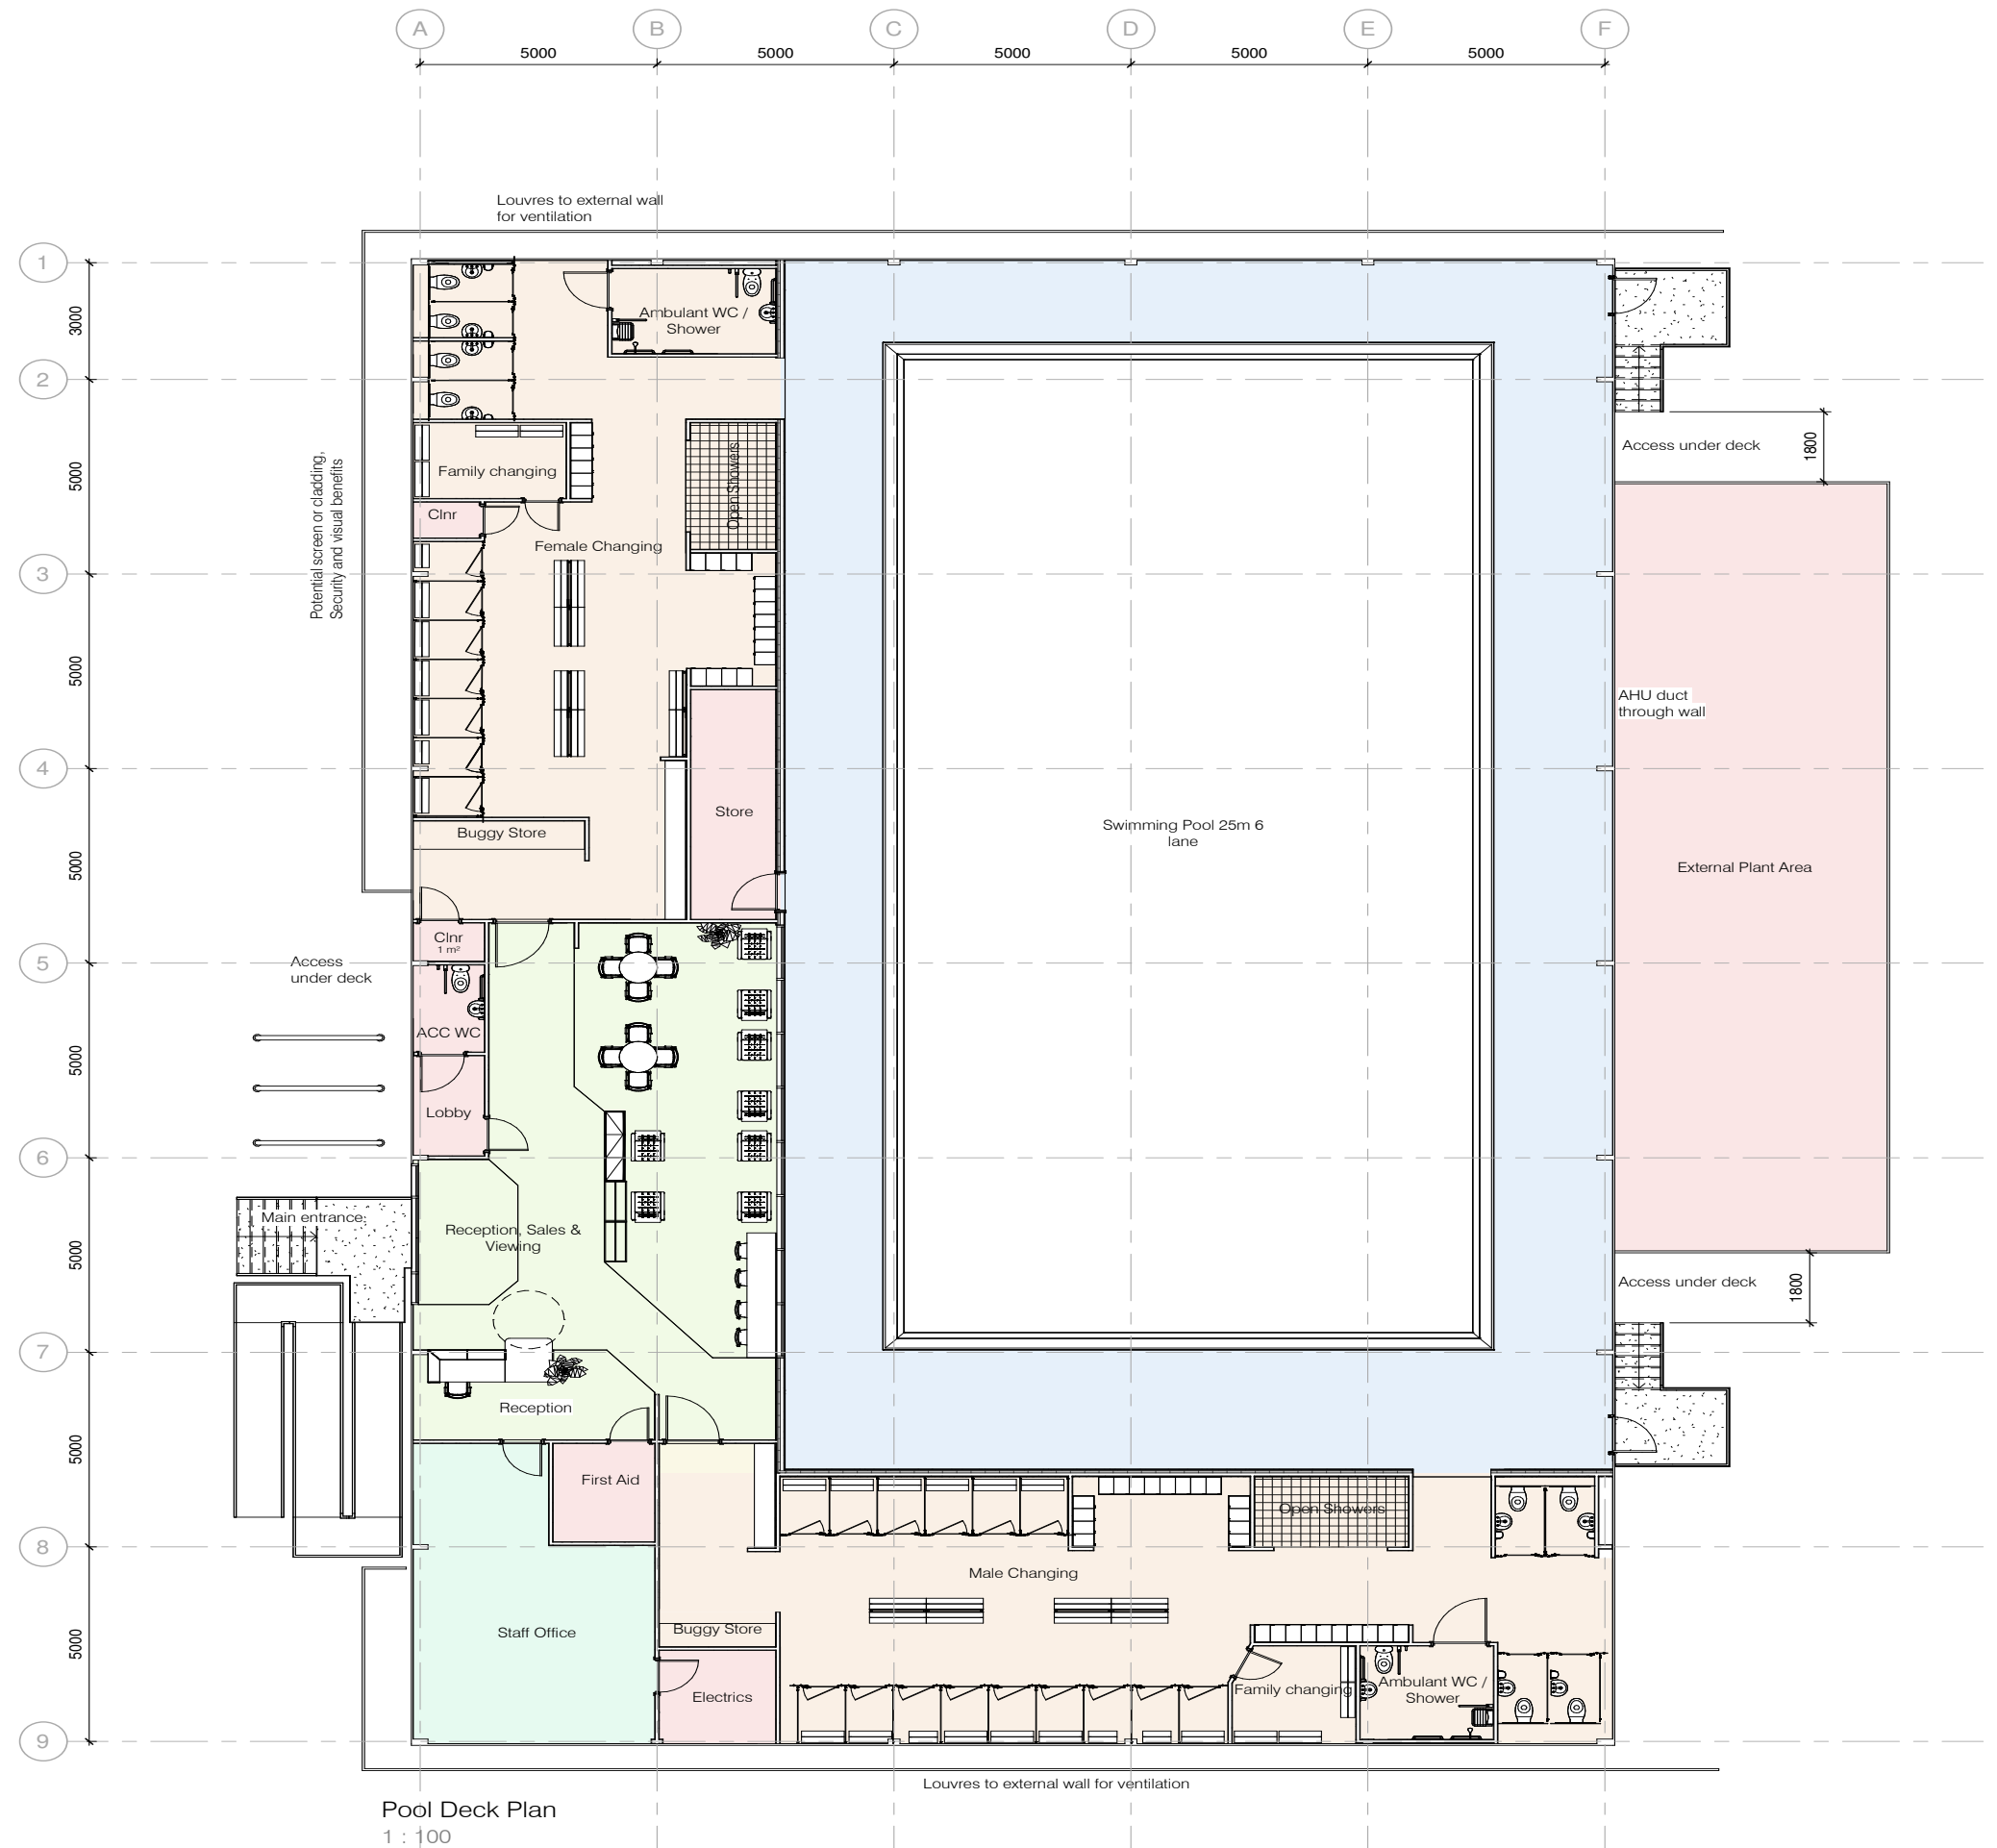 A
B
C
D
E
F
5000
5000
5000
5000
5000
Louvres to external wall
for ventilation
1
3000
Ambulant WC /
Shower
2
5000
Access under deck
1800
Potential screen or cladding,
Security and visual benefits
Family changing
Open Showers
Clnr
Female Changing
3
5000
AHU duct
through wall
4
Store
Swimming Pool 25m 6
lane
Buggy Store
5000
External Plant Area
Clnr
1 m²
5
Access
under deck
ACC WC
5000
Lobby
6
Main entrance
Reception, Sales &
Viewing
5000
Access under deck
1800
7
Reception
5000
First Aid
Open Showers
8
Male Changing
Staff Office
Buggy Store
5000
Electrics
Family changing
Ambulant WC /
Shower
9
Louvres to external wall for ventilation
Pool Deck Plan
1 : 100